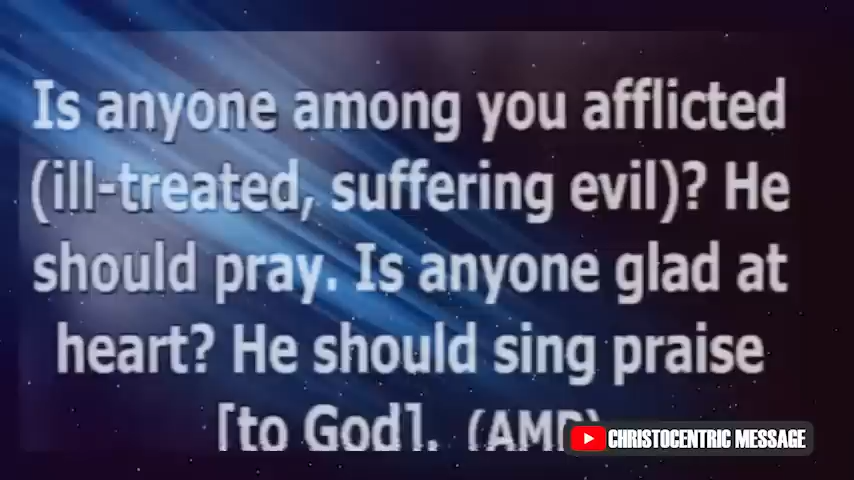 Is anyone among you afflicted
(ill-treated, suffering evil)? He
should pray. Is anyone glad at
heart? He should sing praise
[to God]. (AMP)
CHRISTOCENTRIC MESSAGE